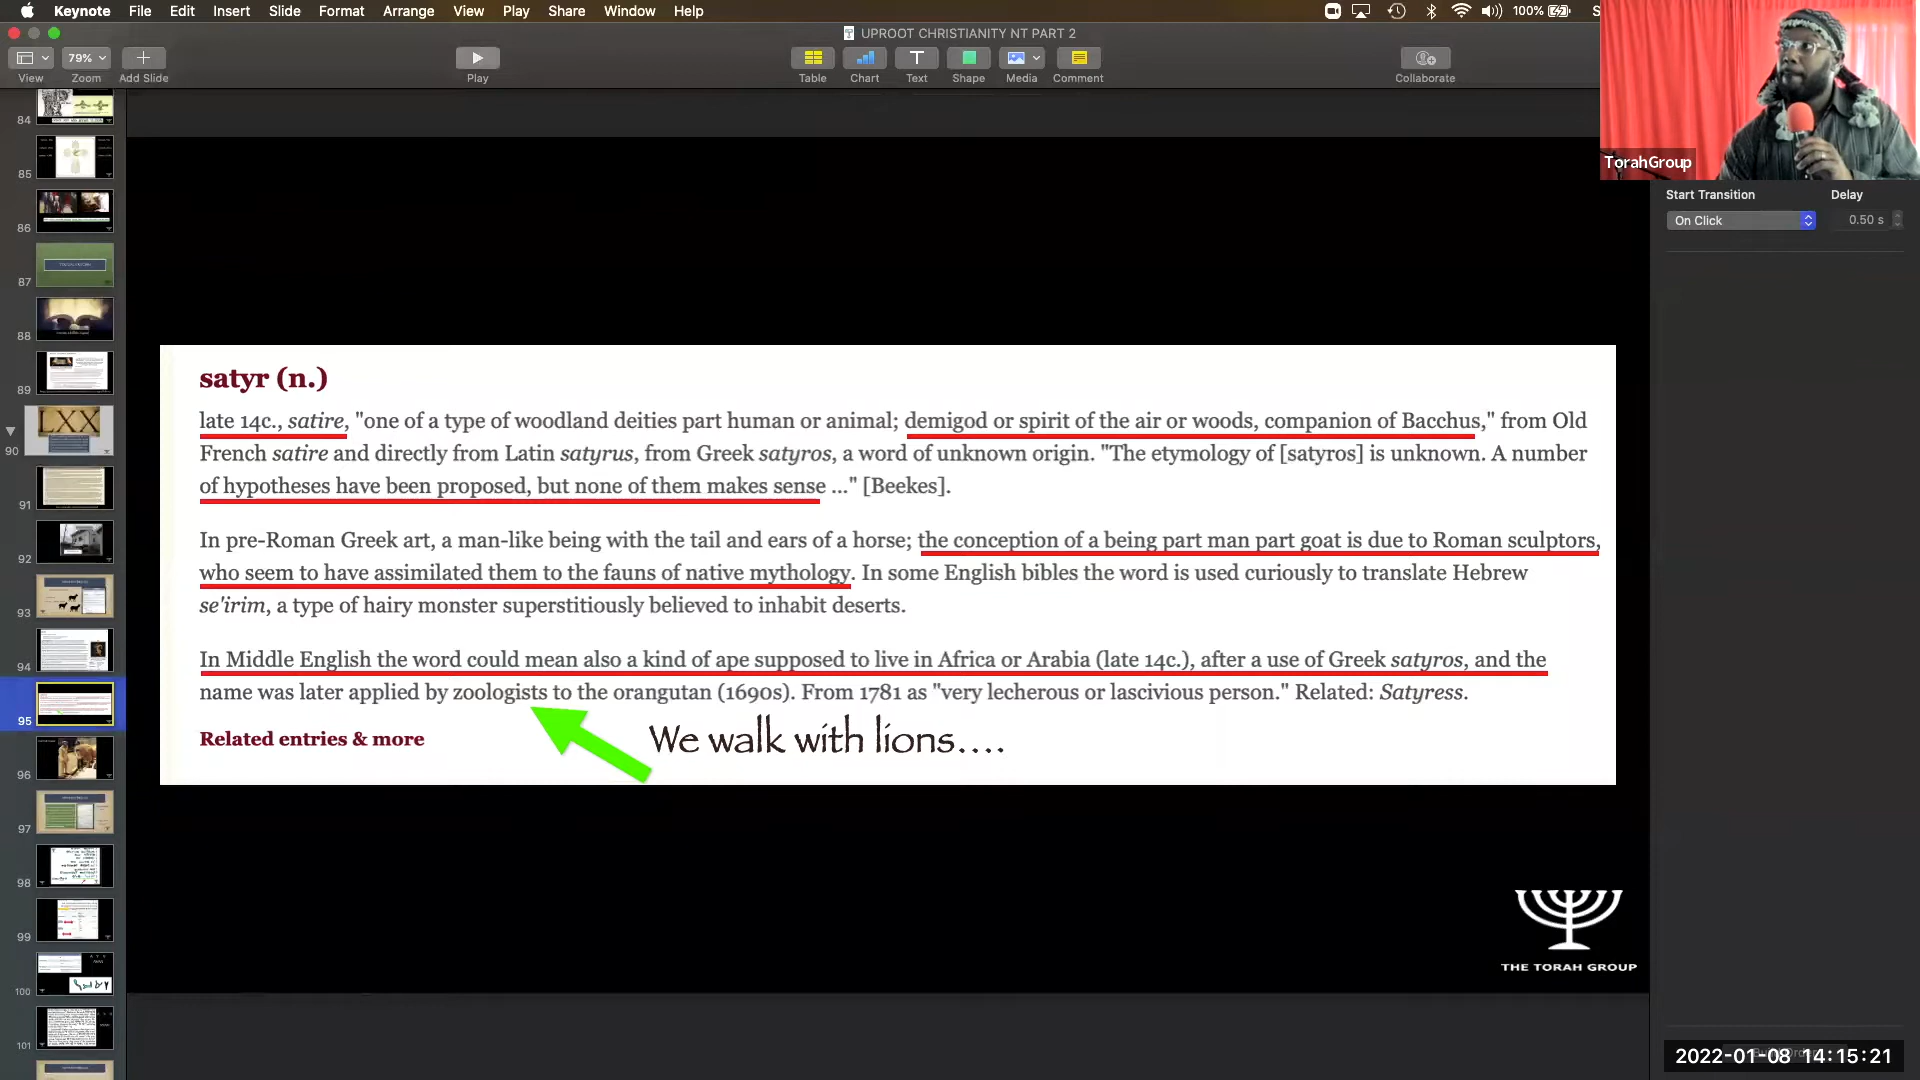 Keynote File Edit Insert Slide Format Arrange View Play Share Window Help 100%
UPROOT CHRISTIANITY NT PART 2
79%
View Zoom Add Slide Play Table Chart Text Shape Media Comment Collaborate
TorahGroup
Start Transition Delay
On Click 0.50 s
84
85
86
87
88
89
LXX
90
91
92
93
94
95
96
97
98
99
100
101
satyr (n.)
late 14c., satire, "one of a type of woodland deities part human or animal; demigod or spirit of the air or woods, companion of Bacchus," from Old
French satire and directly from Latin satyrus, from Greek satyros, a word of unknown origin. "The etymology of [satyros] is unknown. A number
of hypotheses have been proposed, but none of them makes sense ..." [Beekes].
In pre-Roman Greek art, a man-like being with the tail and ears of a horse; the conception of a being part man part goat is due to Roman sculptors,
who seem to have assimilated them to the fauns of native mythology. In some English bibles the word is used curiously to translate Hebrew
se'irim, a type of hairy monster superstitiously believed to inhabit deserts.
In Middle English the word could mean also a kind of ape supposed to live in Africa or Arabia (late 14c.), after a use of Greek satyros, and the
name was later applied by zoologists to the orangutan (1690s). From 1781 as "very lecherous or lascivious person." Related: Satyress.
Related entries & more
We walk with lions....
THE TORAH GROUP
2022-01-08 14:15:21